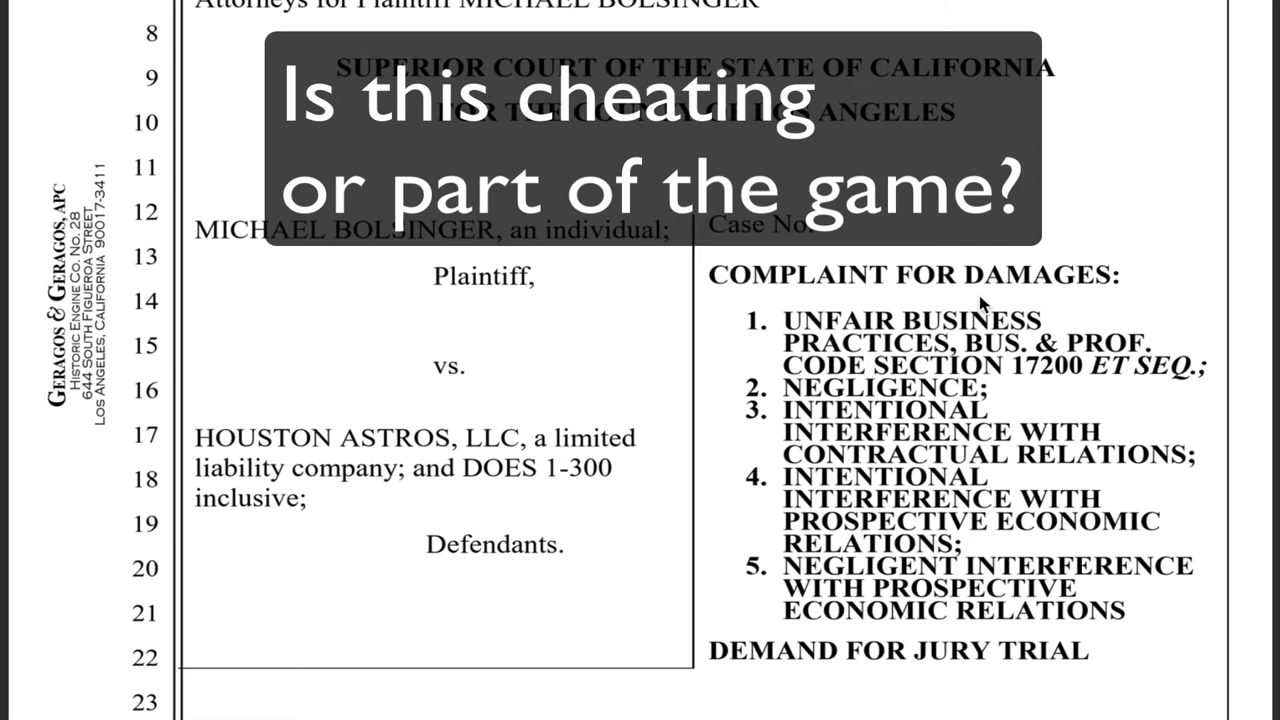 Attorneys for Plaintiff MICHAEL BOLSINGER
8
SUPERIOR COURT OF THE STATE OF CALIFORNIA
9
FOR THE COUNTY OF LOS ANGELES
10
Is this cheating
or part of the game?
11
12
MICHAEL BOLSINGER, an individual;
Case No.
13
Plaintiff,
COMPLAINT FOR DAMAGES:
14
1. UNFAIR BUSINESS
PRACTICES, BUS. & PROF.
CODE SECTION 17200 ET SEQ.;
15
vs.
16
2. NEGLIGENCE;
3. INTENTIONAL
INTERFERENCE WITH
CONTRACTUAL RELATIONS;
17
HOUSTON ASTROS, LLC, a limited
liability company; and DOES 1-300
inclusive;
18
4. INTENTIONAL
INTERFERENCE WITH
PROSPECTIVE ECONOMIC
RELATIONS;
19
Defendants.
20
5. NEGLIGENT INTERFERENCE
WITH PROSPECTIVE
ECONOMIC RELATIONS
21
22
DEMAND FOR JURY TRIAL
23
GERAGOS & GERAGOS, APC
HISTORIC ENGINE CO. NO. 28
644 SOUTH FIGUEROA STREET
LOS ANGELES, CALIFORNIA 90017-3411